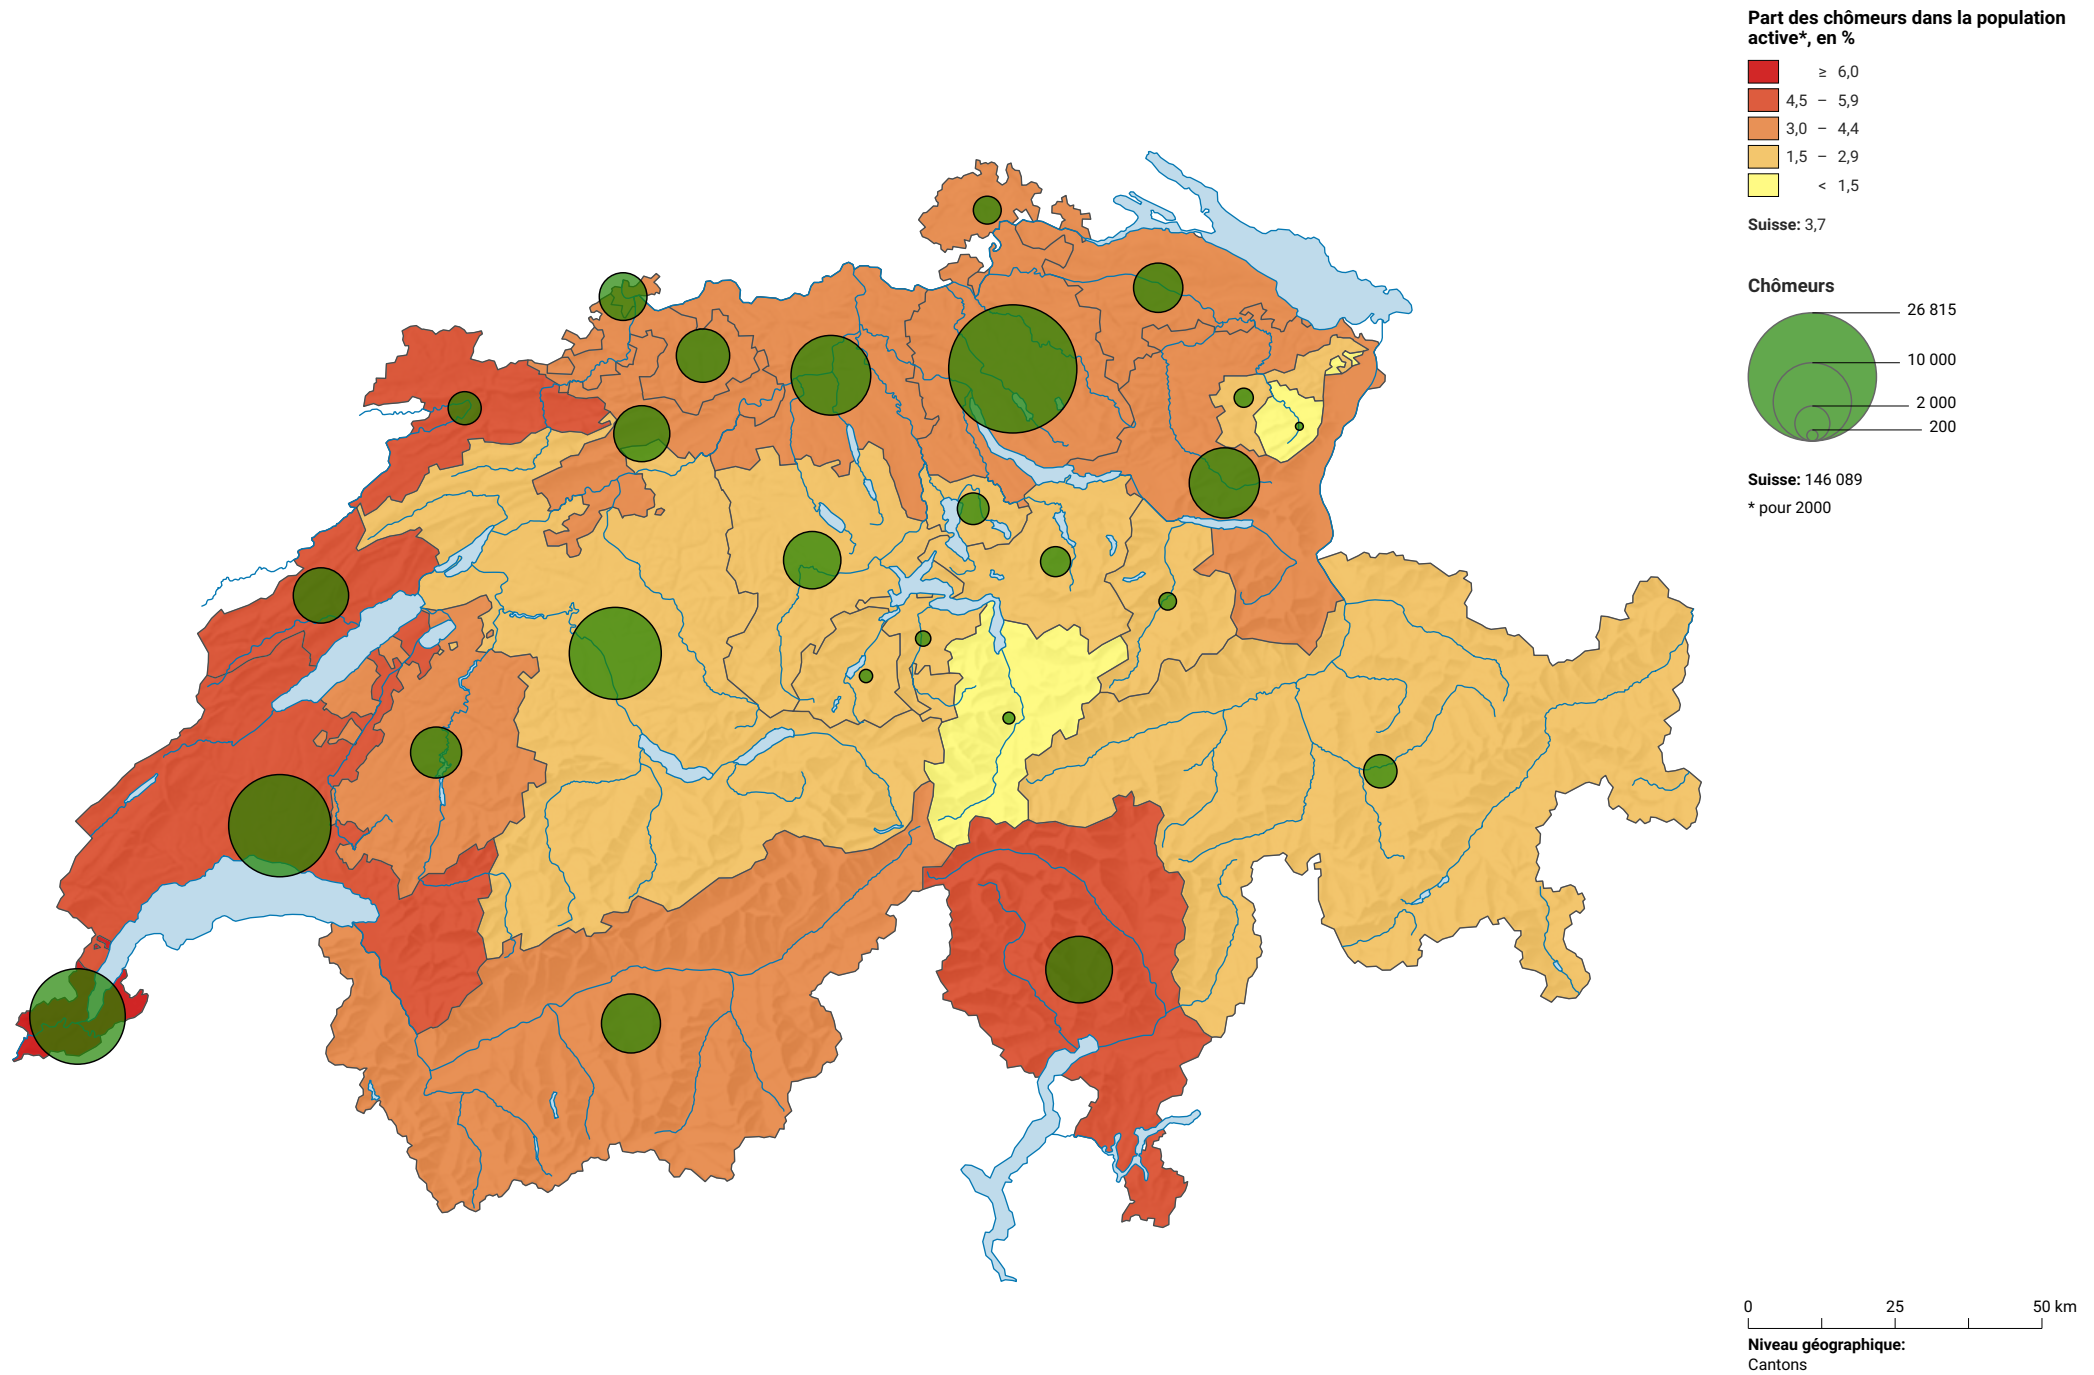 Part des chômeurs dans la population
active*, en %
≥ 6,0
4,5 – 5,9
3,0 – 4,4
1,5 – 2,9
< 1,5
Suisse: 3,7
Chômeurs
26 815
10 000
2 000
200
Suisse: 146 089
* pour 2000
0 25 50 km
Niveau géographique:
Cantons